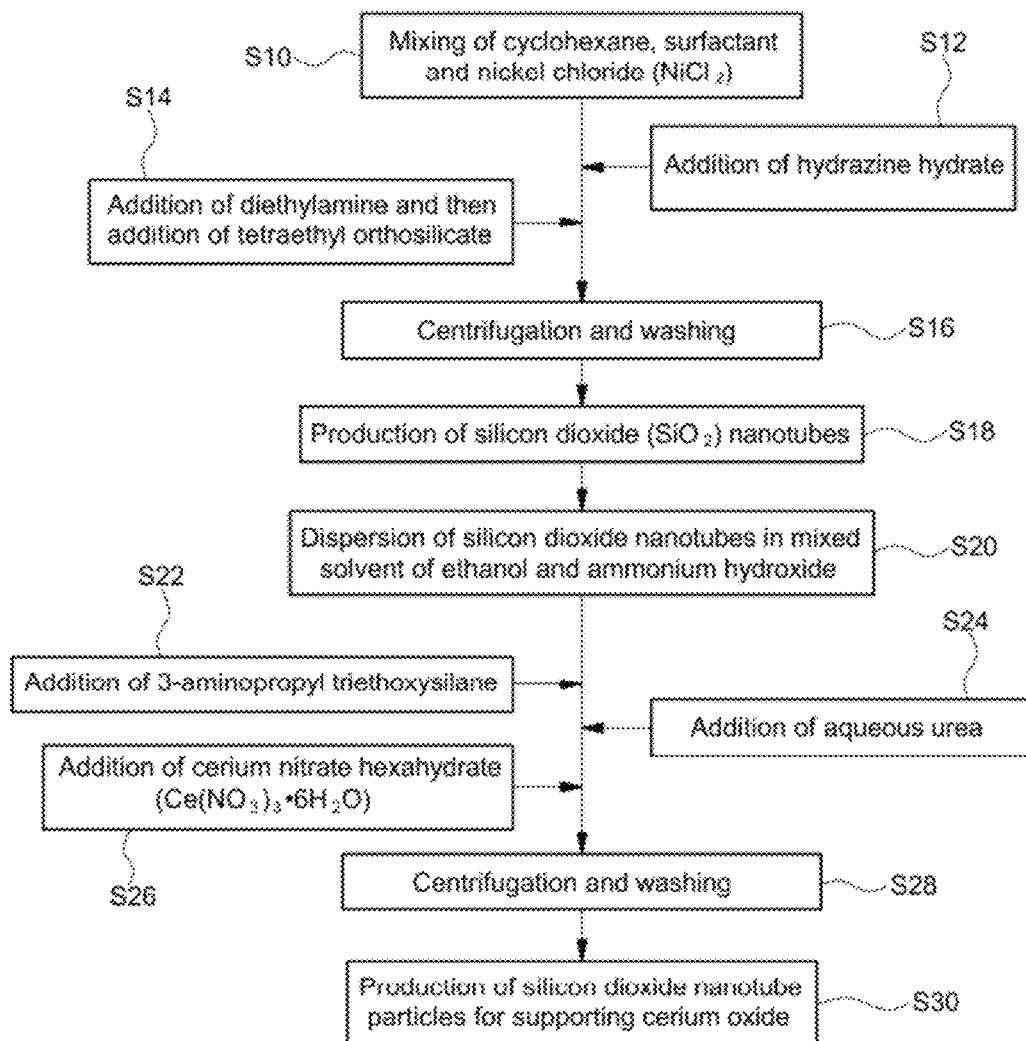 S10
Mixing of cyclohexane, surfactant
and nickel chloride (NiCl₂)
S12
Addition of hydrazine hydrate
S14
Addition of diethylamine and then
addition of tetraethyl orthosilicate
Centrifugation and washing
S16
Production of silicon dioxide (SiO₂) nanotubes
S18
Dispersion of silicon dioxide nanotubes in mixed
solvent of ethanol and ammonium hydroxide
S20
S22
Addition of 3-aminopropyl triethoxysilane
S24
Addition of aqueous urea
Addition of cerium nitrate hexahydrate
(Ce(NO₃)₃•6H₂O)
S26
Centrifugation and washing
S28
Production of silicon dioxide nanotube
particles for supporting cerium oxide
S30